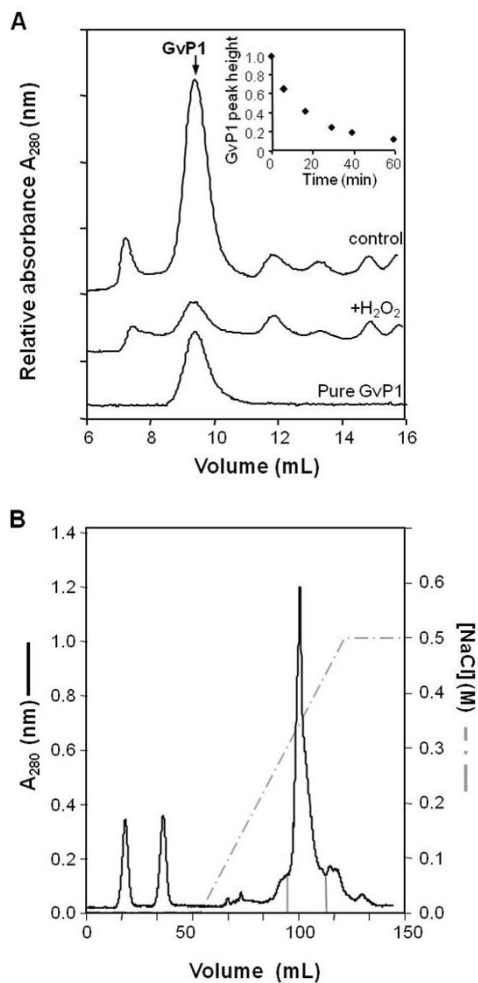 A
GvP1
Relative absorbance A₂₈₀ (nm)
GvP1 peak height
1.0
0.8
0.6
0.4
0.2
0
0 20 40 60
Time (min)
control
+H₂O₂
Pure GvP1
6 8 10 12 14 16
Volume (mL)
B
A₂₈₀ (nm)
1.4
1.2
1.0
0.8
0.6
0.4
0.2
0.0
0.6
0.5
0.4
0.3
0.2
0.1
0.0
[NaCl] (M)
0 50 100 150
Volume (mL)